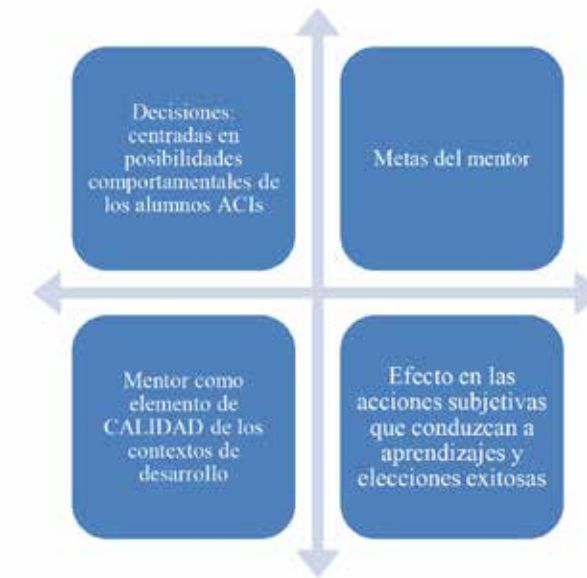 Decisiones:
centradas en
posibilidades
comportamentales de
los alumnos ACIs
Metas del mentor
Mentor como
elemento de
CALIDAD de los
contextos de
desarrollo
Efecto en las
acciones subjetivas
que conduzcan a
aprendizajes y
elecciones exitosas